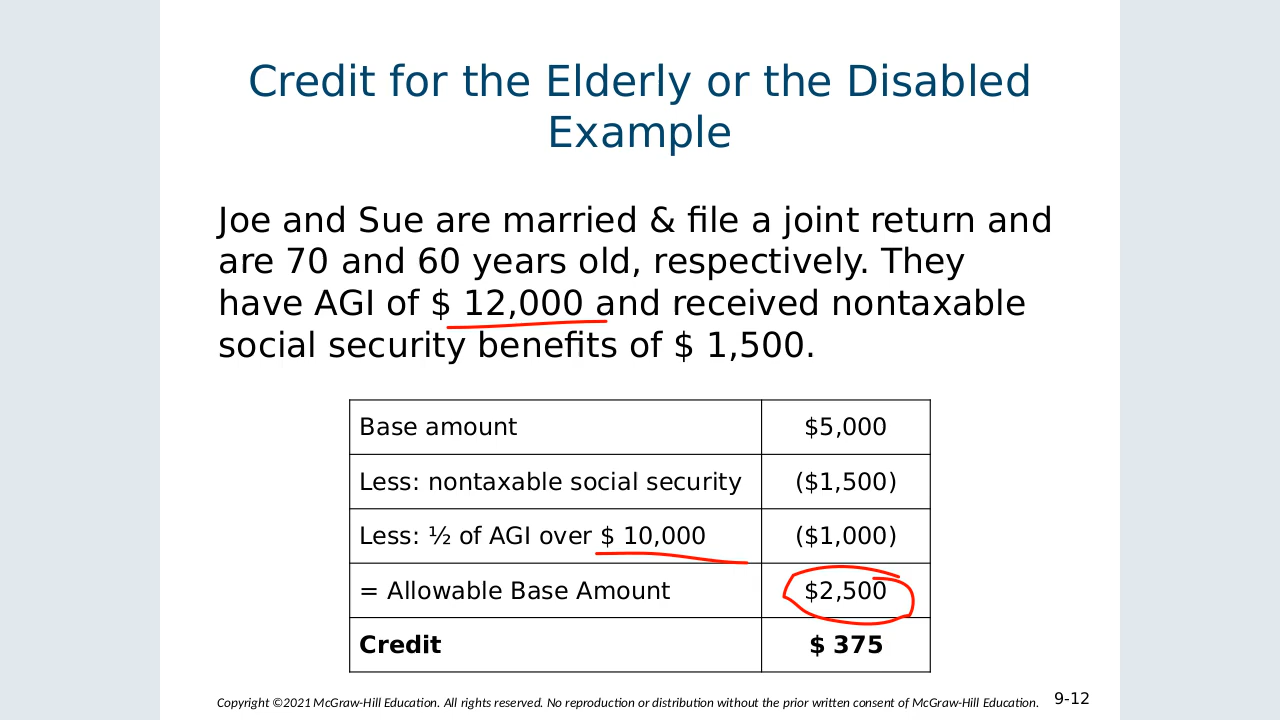 Credit for the Elderly or the Disabled
Example
Joe and Sue are married & file a joint return and
are 70 and 60 years old, respectively. They
have AGI of $ 12,000 and received nontaxable
social security benefits of $ 1,500.
Base amount $5,000
Less: nontaxable social security ($1,500)
Less: ½ of AGI over $ 10,000 ($1,000)
= Allowable Base Amount $2,500
Credit $ 375
Copyright ©2021 McGraw-Hill Education. All rights reserved. No reproduction or distribution without the prior written consent of McGraw-Hill Education. 9-12